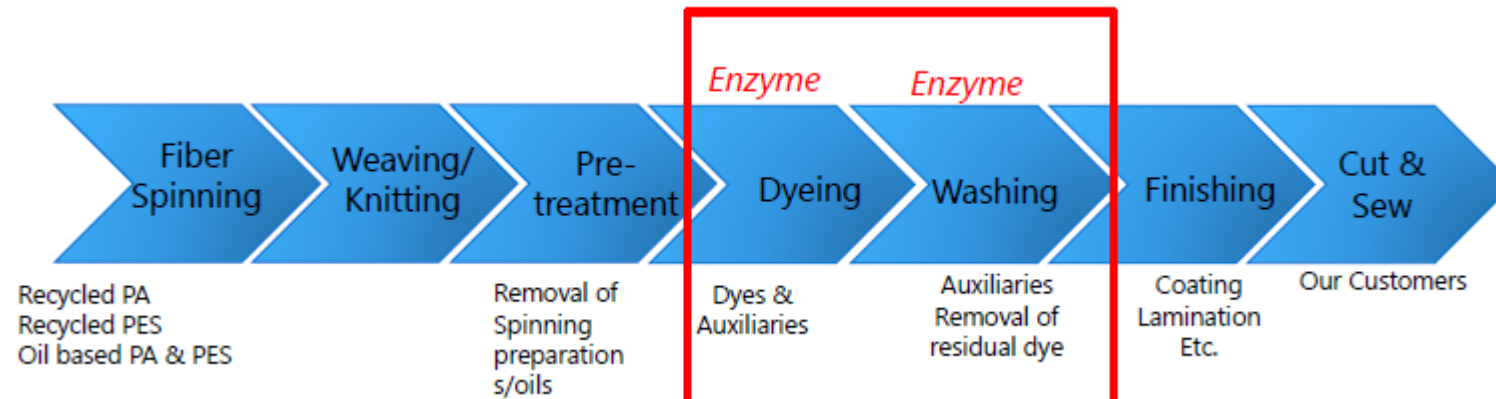 Enzyme
Enzyme
Fiber
Spinning
Weaving/
Knitting
Pre-
treatment
Dyeing
Washing
Finishing
Cut &
Sew
Recycled PA
Recycled PES
Oil based PA & PES
Removal of
Spinning
preparation
s/oils
Dyes &
Auxiliaries
Auxiliaries
Removal of
residual dye
Coating
Lamination
Etc.
Our Customers